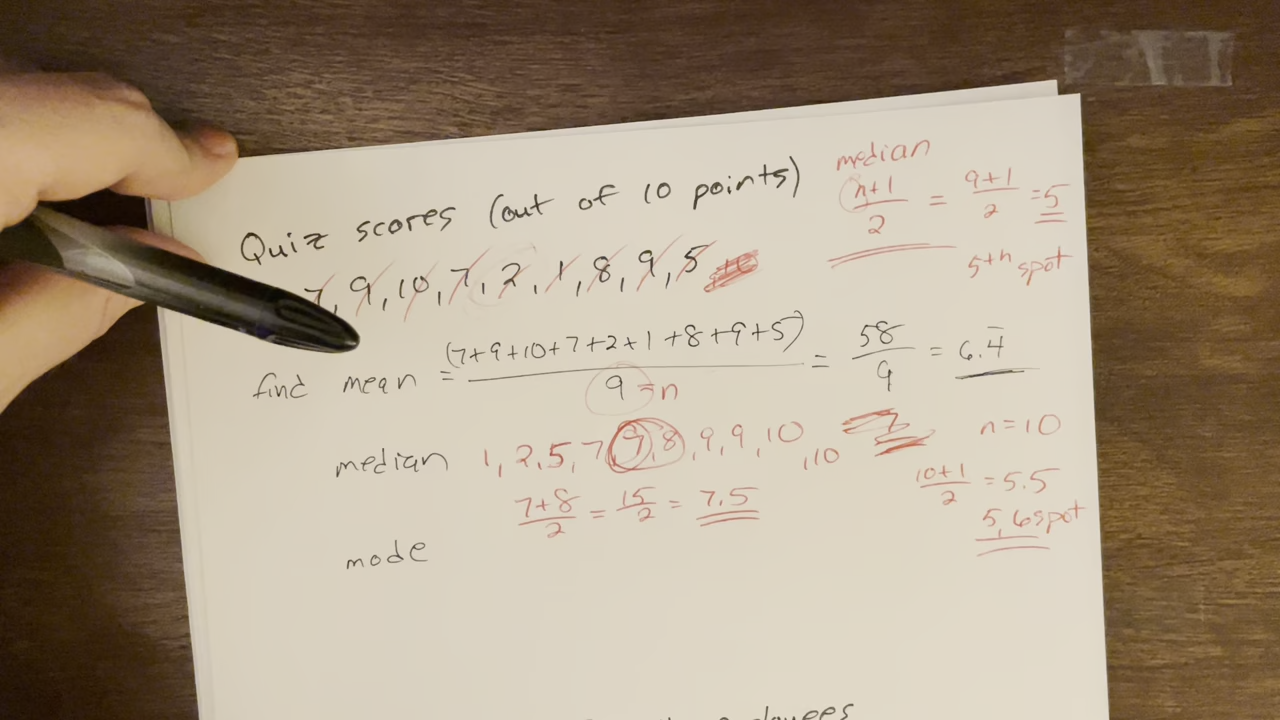 Quiz scores (out of 10 points)
7, 9, 10, 7, 2, 1, 8, 9, 5
median
n+1/2 = 9+1/2 = 5
5th spot
find mean = (7+9+10+7+2+1+8+9+5)/9 = n = 58/9 = 6.4̅
median 1, 2, 5, 7, 7, 8, 9, 9, 10, 10
7+8/2 = 15/2 = 7.5
n=10
10+1/2 = 5.5
5, 6 spot
mode